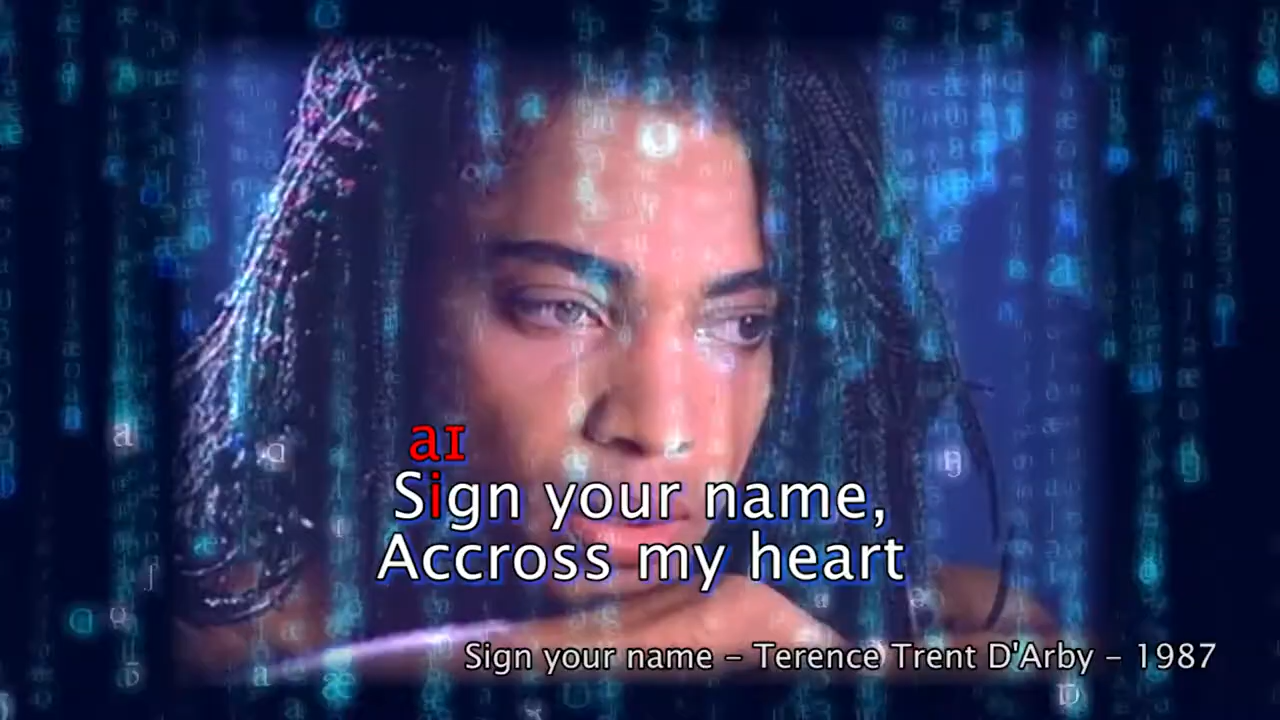 aɪ
Sign your name,
Accross my heart
Sign your name – Terence Trent D'Arby – 1987